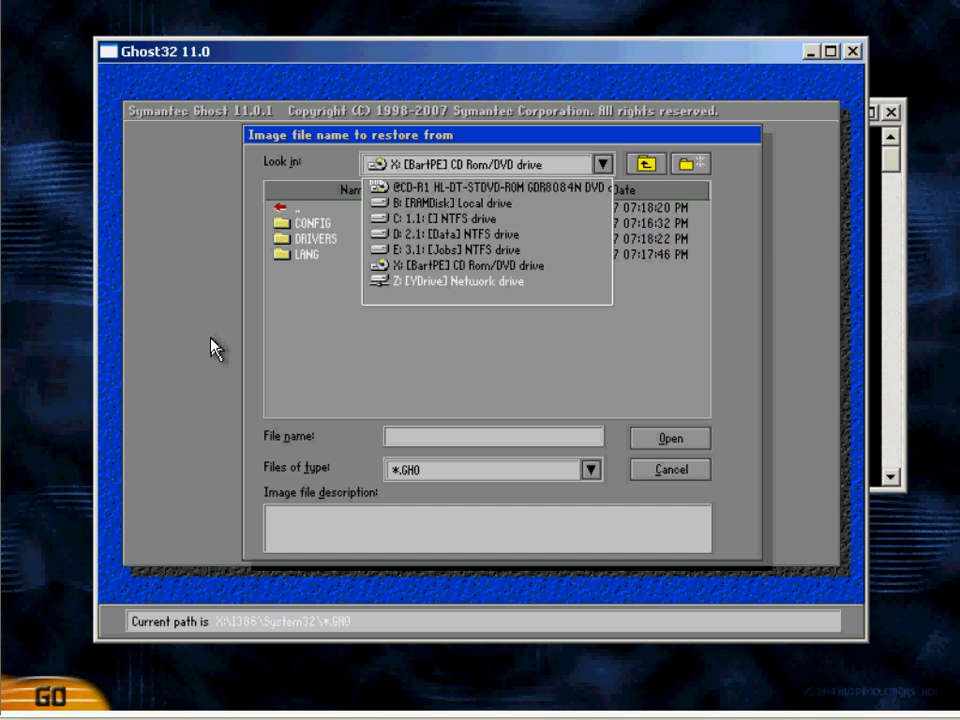 Ghost32 11.0
Symantec Ghost 11.0.1 Copyright (C) 1998-2007 Symantec Corporation. All rights reserved.
Image file name to restore from
Look in: X: [BartPE] CD Rom/DVD drive
Nam Date
@CD-R1 HL-DT-STDVD-ROM GDR8084N DVD
B: [RAMDisk] Local drive
C: 1.1: [] NTFS drive
D: 2.1: [Data] NTFS drive
E: 3.1: [Jobs] NTFS drive
X: [BartPE] CD Rom/DVD drive
Z: [YDrive] Network drive
.. 7 07:18:20 PM
CONFIG 7 07:16:32 PM
DRIVERS 7 07:18:22 PM
LANG 7 07:17:46 PM
File name:
Open
Files of type: *.GHO
Cancel
Image file description:
Current path is X:\I386\System32\*.GHO
GO